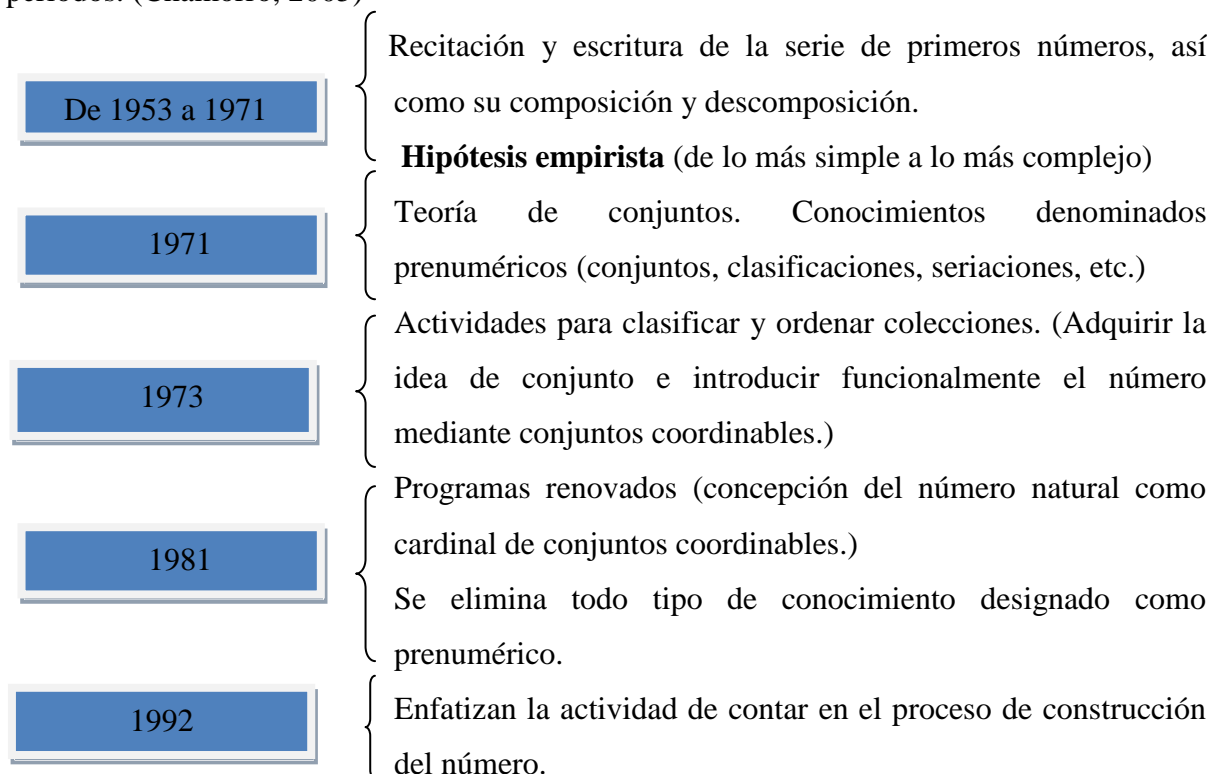 períodos. (Chamorro, 2005)
De 1953 a 1971
Recitación y escritura de la serie de primeros números, así
como su composición y descomposición.
Hipótesis empirista (de lo más simple a lo más complejo)
1971
Teoría de conjuntos. Conocimientos denominados
prenuméricos (conjuntos, clasificaciones, seriaciones, etc.)
1973
Actividades para clasificar y ordenar colecciones. (Adquirir la
idea de conjunto e introducir funcionalmente el número
mediante conjuntos coordinables.)
1981
Programas renovados (concepción del número natural como
cardinal de conjuntos coordinables.)
Se elimina todo tipo de conocimiento designado como
prenumérico.
1992
Enfatizan la actividad de contar en el proceso de construcción
del número.